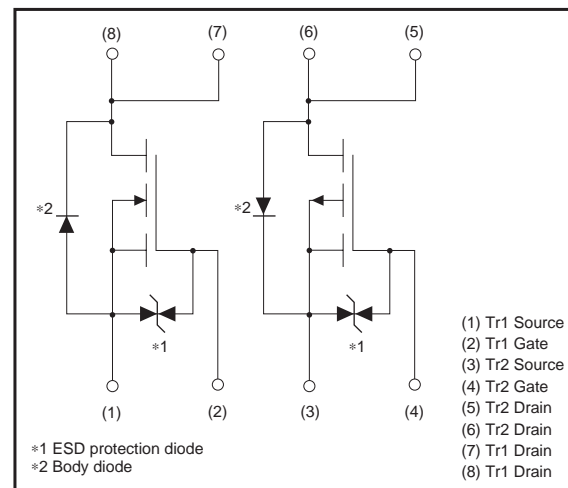 (8) (7) (6) (5)
∗2 ∗2
∗1 ∗1
(1) (2) (3) (4)
∗1 ESD protection diode
∗2 Body diode
(1) Tr1 Source
(2) Tr1 Gate
(3) Tr2 Source
(4) Tr2 Gate
(5) Tr2 Drain
(6) Tr2 Drain
(7) Tr1 Drain
(8) Tr1 Drain